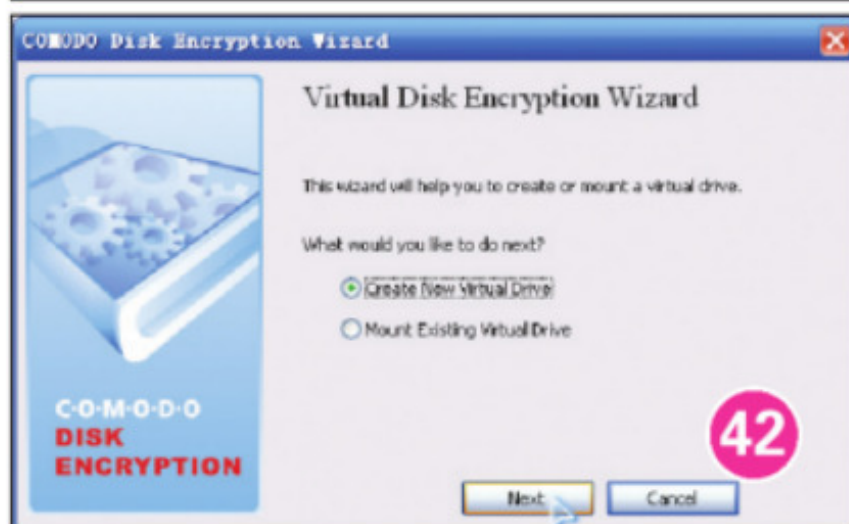 COMODO Disk Encryption Wizard
Virtual Disk Encryption Wizard
This wizard will help you to create or mount a virtual drive.
What would you like to do next?
Create New Virtual Drive
Mount Existing Virtual Drive
C·O·M·O·D·O
DISK
ENCRYPTION
42
Next
Cancel